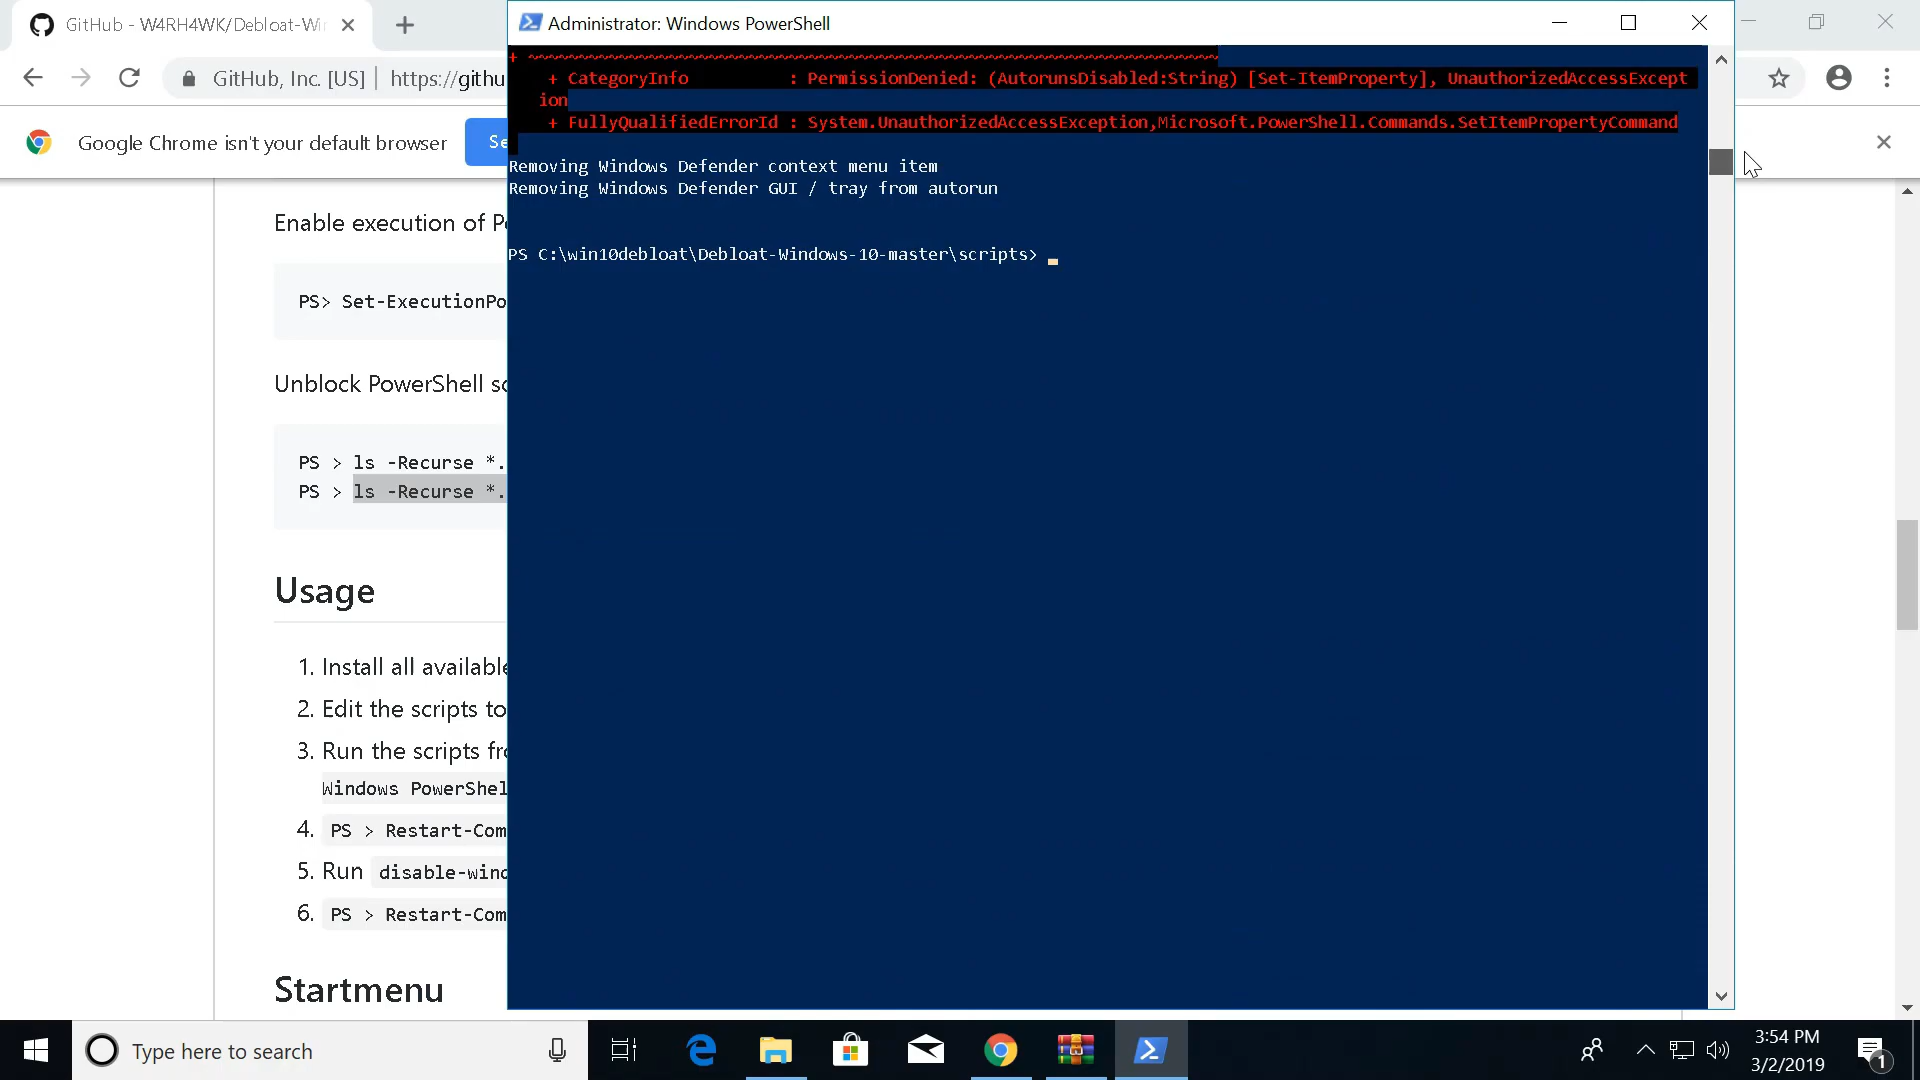 GitHub - W4RH4WK/Debloat-Wi
GitHub, Inc. [US] | https://githu
Google Chrome isn't your default browser
Se
Enable execution of P
PS> Set-ExecutionPo
Unblock PowerShell sc
PS > ls -Recurse *.
PS > ls -Recurse *.
Usage
1. Install all available
2. Edit the scripts to
3. Run the scripts fr
Windows PowerShel
4. PS > Restart-Com
5. Run disable-wind
6. PS > Restart-Com
Startmenu
Administrator: Windows PowerShell
+ ~~~~~~~~~~~~~~~~~~~~~~~~~~~~~~~~~~~~~~~~~~~~~~~~~~~~~~~~~~~~~~~~~~~~~
+ CategoryInfo : PermissionDenied: (AutorunsDisabled:String) [Set-ItemProperty], UnauthorizedAccessExcept
ion
+ FullyQualifiedErrorId : System.UnauthorizedAccessException,Microsoft.PowerShell.Commands.SetItemPropertyCommand
Removing Windows Defender context menu item
Removing Windows Defender GUI / tray from autorun
PS C:\win10debloat\Debloat-Windows-10-master\scripts>
Type here to search
3:54 PM
3/2/2019
1